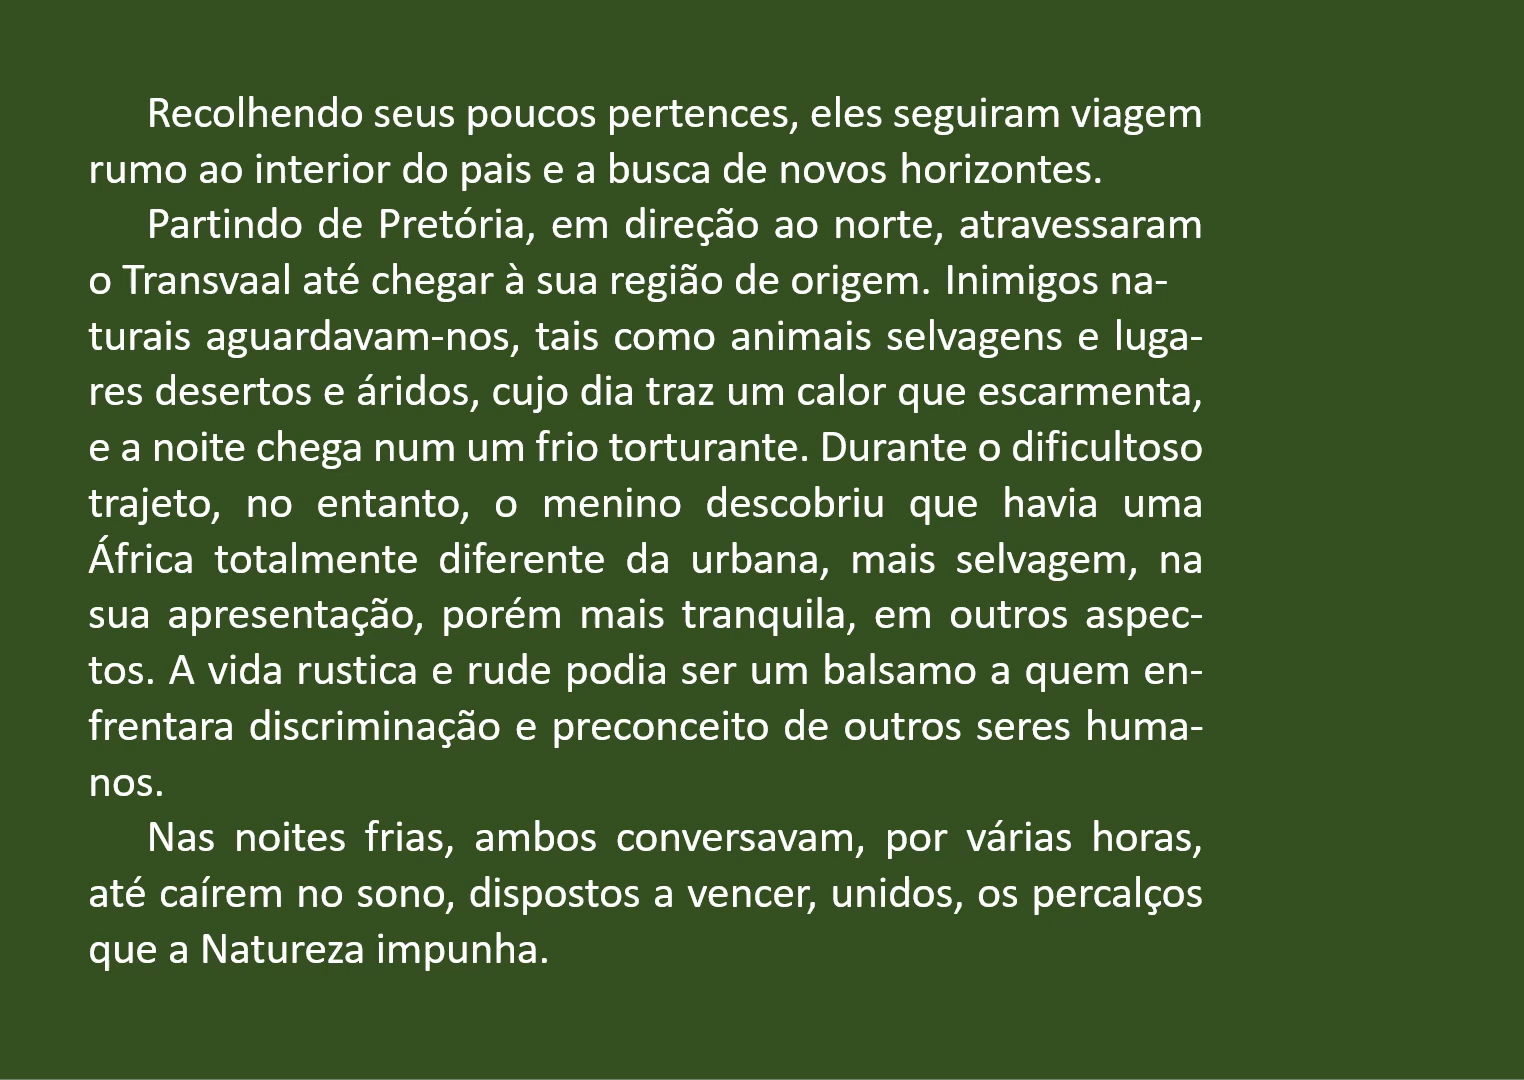 Recolhendo seus poucos pertences, eles seguiram viagem
rumo ao interior do pais e a busca de novos horizontes.
Partindo de Pretória, em direção ao norte, atravessaram
o Transvaal até chegar à sua região de origem. Inimigos na-
turais aguardavam-nos, tais como animais selvagens e luga-
res desertos e áridos, cujo dia traz um calor que escarmenta,
e a noite chega num um frio torturante. Durante o dificultoso
trajeto, no entanto, o menino descobriu que havia uma
África totalmente diferente da urbana, mais selvagem, na
sua apresentação, porém mais tranquila, em outros aspec-
tos. A vida rustica e rude podia ser um balsamo a quem en-
frentara discriminação e preconceito de outros seres huma-
nos.
Nas noites frias, ambos conversavam, por várias horas,
até caírem no sono, dispostos a vencer, unidos, os percalços
que a Natureza impunha.